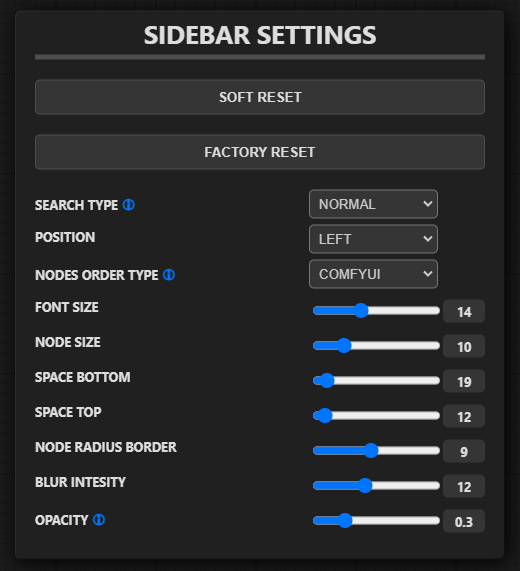 SIDEBAR SETTINGS
SOFT RESET
FACTORY RESET
SEARCH TYPE NORMAL
POSITION LEFT
NODES ORDER TYPE COMFYUI
FONT SIZE 14
NODE SIZE 10
SPACE BOTTOM 19
SPACE TOP 12
NODE RADIUS BORDER 9
BLUR INTESITY 12
OPACITY 0.3